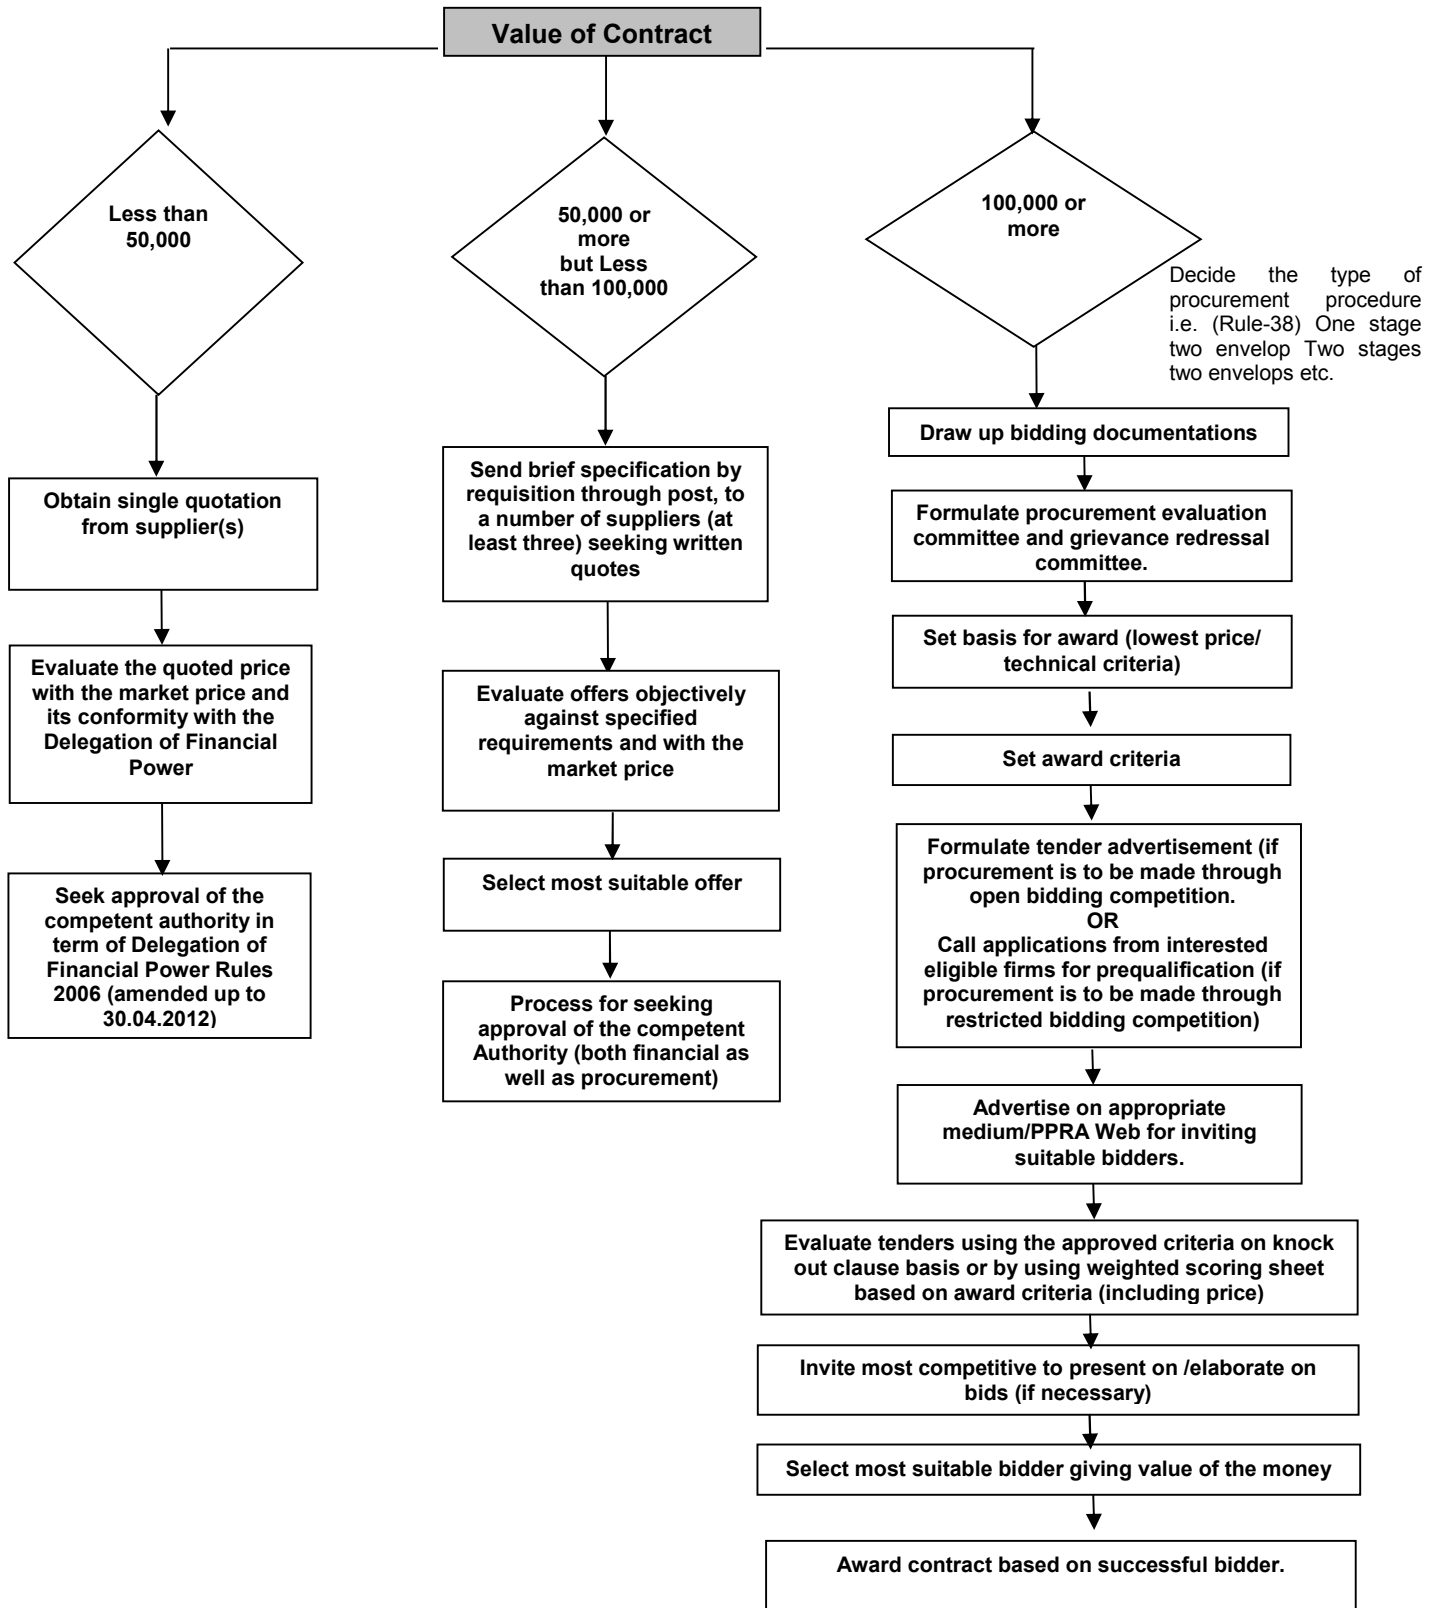 Value of Contract
Less than
50,000
50,000 or
more
but Less
than 100,000
100,000 or
more
Decide the type of
procurement procedure
i.e. (Rule-38) One stage
two envelop Two stages
two envelops etc.
Obtain single quotation
from supplier(s)
Evaluate the quoted price
with the market price and
its conformity with the
Delegation of Financial
Power
Seek approval of the
competent authority in
term of Delegation of
Financial Power Rules
2006 (amended up to
30.04.2012)
Send brief specification by
requisition through post, to
a number of suppliers (at
least three) seeking written
quotes
Evaluate offers objectively
against specified
requirements and with the
market price
Select most suitable offer
Process for seeking
approval of the competent
Authority (both financial as
well as procurement)
Draw up bidding documentations
Formulate procurement evaluation
committee and grievance redressal
committee.
Set basis for award (lowest price/
technical criteria)
Set award criteria
Formulate tender advertisement (if
procurement is to be made through
open bidding competition.
OR
Call applications from interested
eligible firms for prequalification (if
procurement is to be made through
restricted bidding competition)
Advertise on appropriate
medium/PPRA Web for inviting
suitable bidders.
Evaluate tenders using the approved criteria on knock
out clause basis or by using weighted scoring sheet
based on award criteria (including price)
Invite most competitive to present on /elaborate on
bids (if necessary)
Select most suitable bidder giving value of the money
Award contract based on successful bidder.